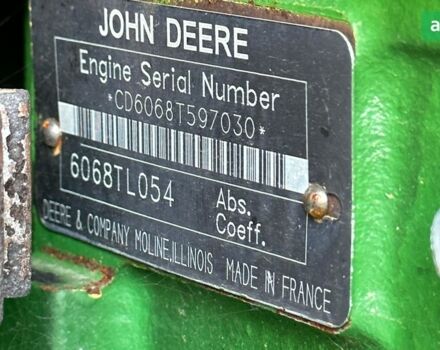 JOHN DEERE
Engine Serial Number
*CD6068T597030*
6068TL054
Abs.
Coeff.
DEERE & COMPANY MOLINE,ILLINOIS MADE IN FRANCE